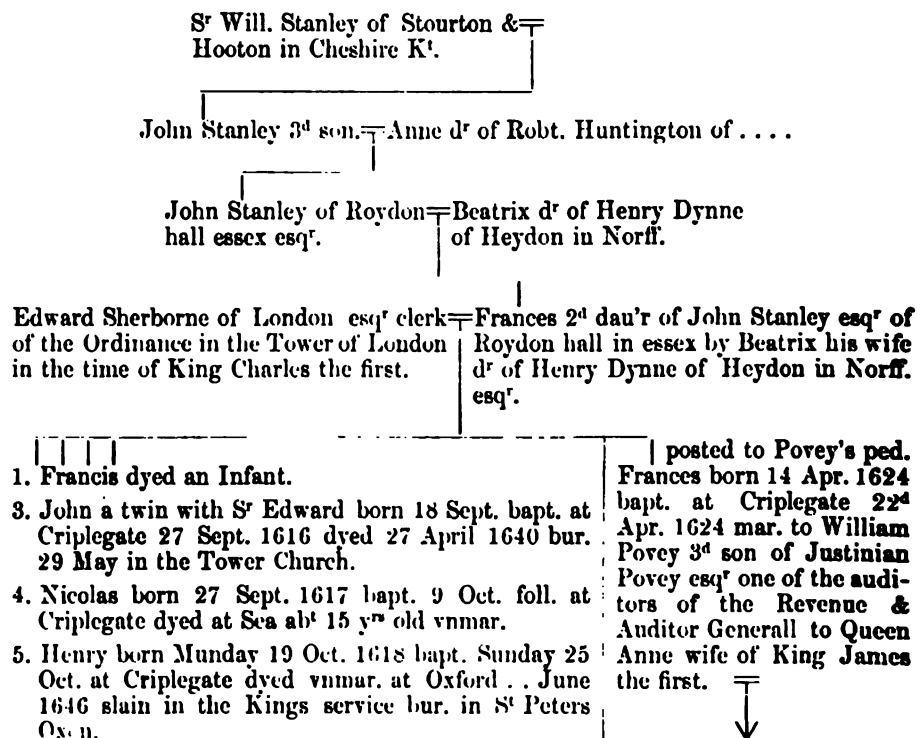 Sʳ Will. Stanley of Stourton &
Hooton in Cheshire Kᵗ.
John Stanley 3ᵈ son. Anne dʳ of Robt. Huntington of . . . .
John Stanley of Roydon
hall essex esqʳ.
Beatrix dʳ of Henry Dynne
of Heydon in Norff.
Edward Sherborne of London esqʳ clerk
of the Ordinance in the Tower of London
in the time of King Charles the first.
Frances 2ᵈ dau'r of John Stanley esqʳ of
Roydon hall in essex by Beatrix his wife
dʳ of Henry Dynne of Heydon in Norff.
esqʳ.
1. Francis dyed an Infant.
3. John a twin with Sʳ Edward born 18 Sept. bapt. at
Criplegate 27 Sept. 1616 dyed 27 April 1640 bur.
29 May in the Tower Church.
4. Nicolas born 27 Sept. 1617 bapt. 9 Oct. foll. at
Criplegate dyed at Sea abᵗ 15 yʳˢ old vnmar.
5. Henry born Munday 19 Oct. 1618 bapt. Sunday 25
Oct. at Criplegate dyed vnmar. at Oxford . . June
1646 slain in the Kings service bur. in Sᵗ Peters
Oxon.
posted to Povey's ped.
Frances born 14 Apr. 1624
bapt. at Criplegate 22ᵈ
Apr. 1624 mar. to William
Povey 3ᵈ son of Justinian
Povey esqʳ one of the audi-
tors of the Revenue &
Auditor Generall to Queen
Anne wife of King James
the first.